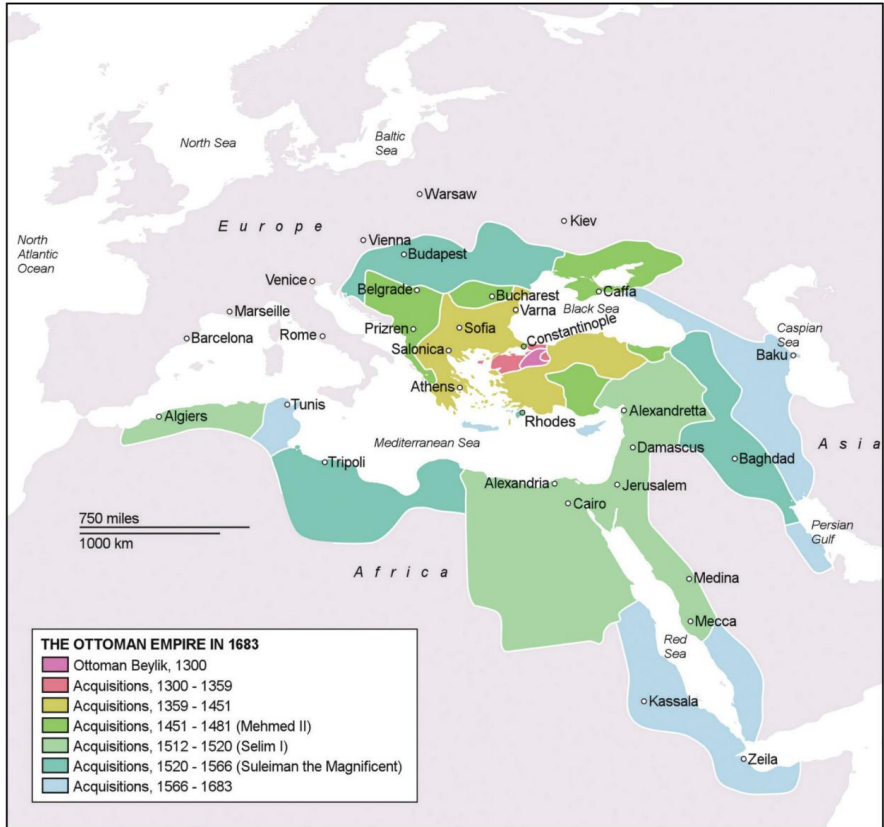 North Sea
Baltic
Sea
Warsaw
Kiev
E u r o p e
North
Atlantic
Ocean
Vienna
Budapest
Venice
Belgrade
Bucharest
Caffa
Black Sea
Varna
Marseille
Barcelona
Rome
Prizren
Sofia
Constantinople
Salonica
Caspian
Sea
Baku
Athens
Tunis
Algiers
Rhodes
Alexandretta
Mediterranean Sea
Damascus
A s i a
Tripoli
Baghdad
Alexandria
Jerusalem
Cairo
750 miles
1000 km
Persian
Gulf
A f r i c a
Medina
Mecca
Red
Sea
Kassala
Zeila
THE OTTOMAN EMPIRE IN 1683
Ottoman Beylik, 1300
Acquisitions, 1300 - 1359
Acquisitions, 1359 - 1451
Acquisitions, 1451 - 1481 (Mehmed II)
Acquisitions, 1512 - 1520 (Selim I)
Acquisitions, 1520 - 1566 (Suleiman the Magnificent)
Acquisitions, 1566 - 1683